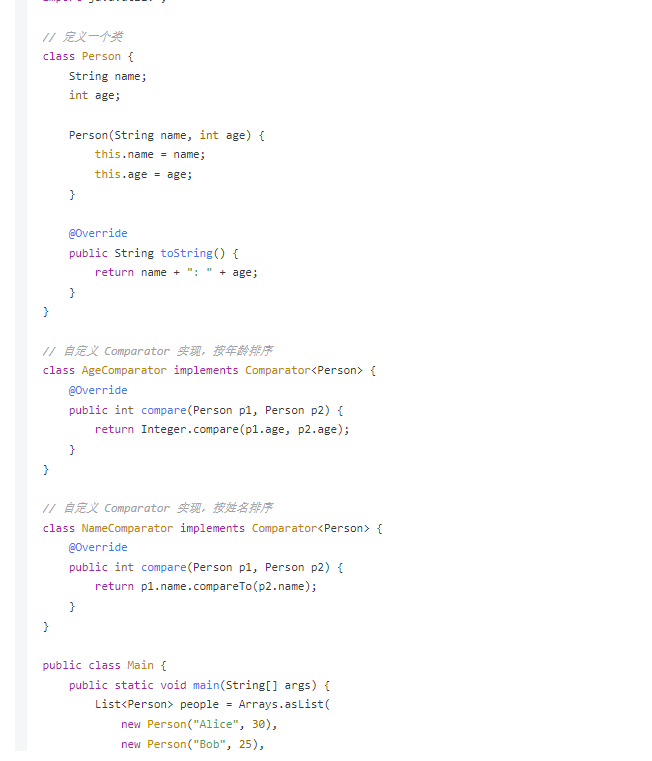 // 定义一个类
class Person {
    String name;
    int age;

    Person(String name, int age) {
        this.name = name;
        this.age = age;
    }

    @Override
    public String toString() {
        return name + ": " + age;
    }
}

// 自定义 Comparator 实现，按年龄排序
class AgeComparator implements Comparator<Person> {
    @Override
    public int compare(Person p1, Person p2) {
        return Integer.compare(p1.age, p2.age);
    }
}

// 自定义 Comparator 实现，按姓名排序
class NameComparator implements Comparator<Person> {
    @Override
    public int compare(Person p1, Person p2) {
        return p1.name.compareTo(p2.name);
    }
}

public class Main {
    public static void main(String[] args) {
        List<Person> people = Arrays.asList(
            new Person("Alice", 30),
            new Person("Bob", 25),